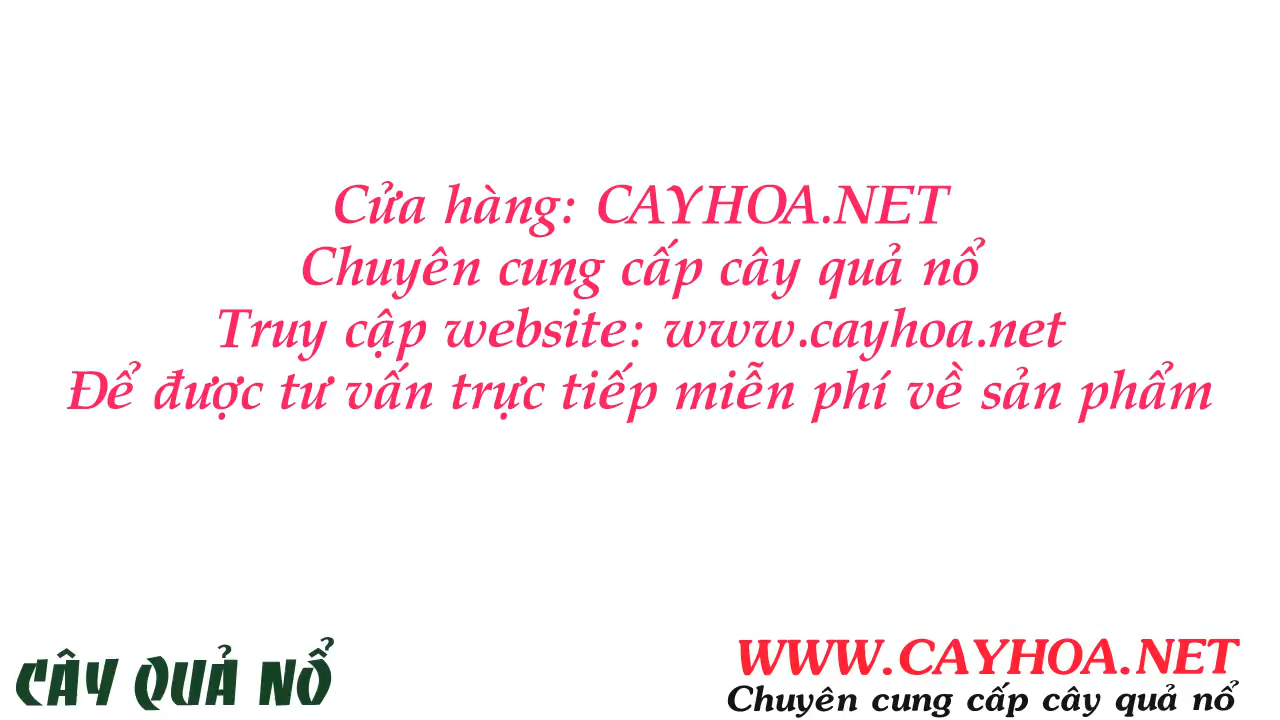 Cửa hàng: CAYHOA.NET
Chuyên cung cấp cây quả nổ
Truy cập website: www.cayhoa.net
Để được tư vấn trực tiếp miễn phí về sản phẩm
CÂY QUẢ NỔ
WWW.CAYHOA.NET
Chuyên cung cấp cây quả nổ